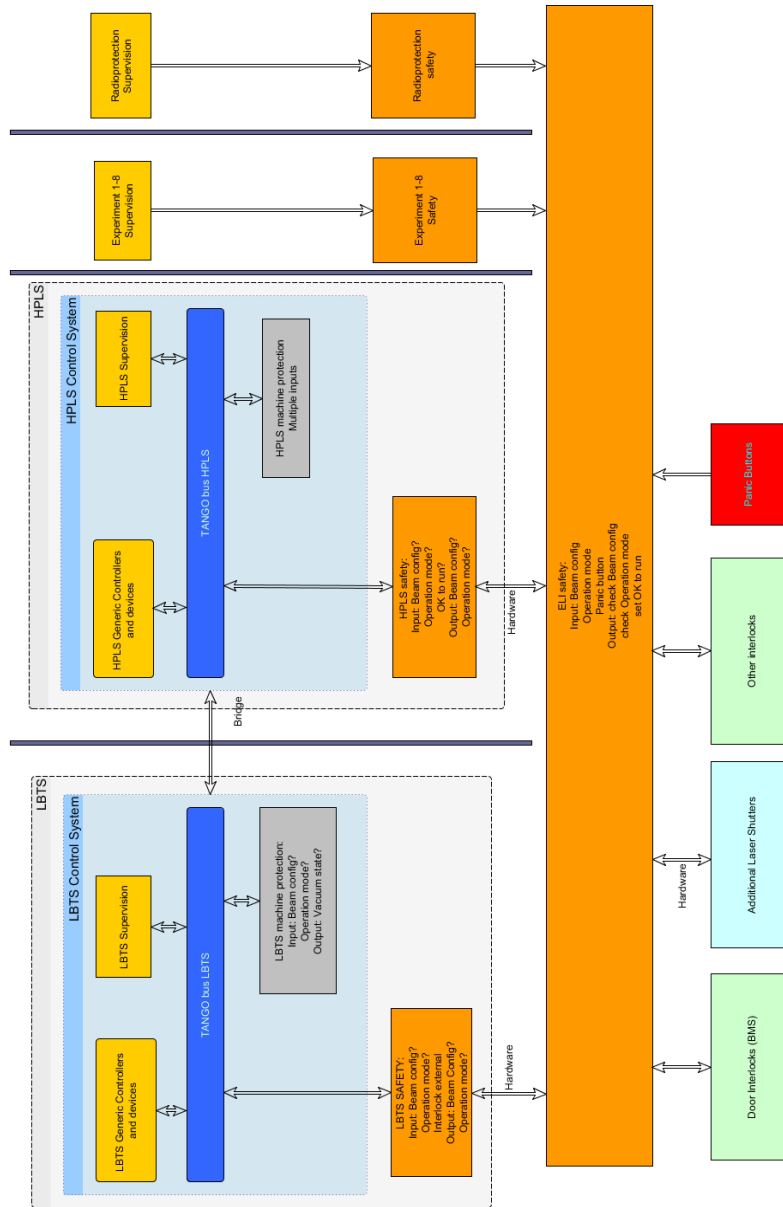 LBTS
LBTS Control System
LBTS Generic Controllers
and devices
LBTS Supervision
TANGO bus LBTS
LBTS machine protection:
Input: Beam config?
Operation mode?
Output: Vacuum state?
LBTS SAFETY:
Input: Beam config?
Operation mode?
Interlock external
Output: Beam Config?
Operation mode?
Hardware
Bridge
HPLS
HPLS Control System
HPLS Generic Controllers
and devices
HPLS Supervision
TANGO bus HPLS
HPLS machine protection
Multiple inputs
HPLS safety:
Input: Beam config?
Operation mode?
OK to run?
Output: Beam config?
Operation mode?
Hardware
Experiment 1-8
Supervision
Experiment 1-8
Safety
Radioprotection
Supervision
Radioprotection
safety
ELI safety:
Input: Beam config
Operation mode
Panic button
Output: check Beam config
check Operation mode
set OK to run
Hardware
Door Interlocks (BMS)
Additional Laser Shutters
Other interlocks
Panic Buttons